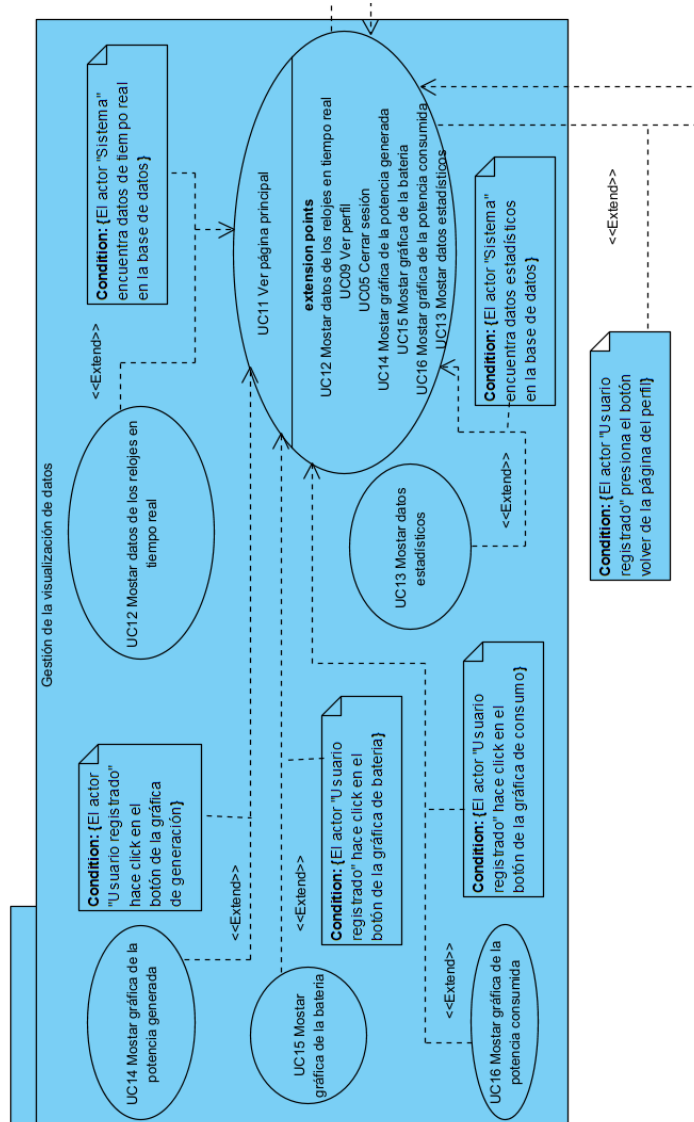 Gestión de la visualización de datos
UC14 Mostar gráfica de la
potencia generada
<<Extend>>
Condition: {El actor
"Usuario registrado"
hace click en el
botón de la gráfica
de generación}
UC12 Mostar datos de los relojes en
tiempo real
<<Extend>>
Condition: {El actor "Sistema"
encuentra datos de tiempo real
en la base de datos}
UC15 Mostar
gráfica de la bateria
<<Extend>>
Condition: {El actor "Usuario
registrado" hace click en el
botón de la gráfica de bateria}
UC11 Ver página principal
extension points
UC12 Mostar datos de los relojes en tiempo real
UC09 Ver perfil
UC05 Cerrar sesión
UC14 Mostar gráfica de la potencia generada
UC15 Mostar gráfica de la bateria
UC16 Mostar gráfica de la potencia consumida
UC13 Mostar datos estadísticos
UC13 Mostar datos
estadísticos
<<Extend>>
Condition: {El actor "Sistema"
encuentra datos estadísticos
en la base de datos}
UC16 Mostar gráfica de la
potencia consumida
<<Extend>>
Condition: {El actor "Usuario
registrado" hace click en el
botón de la gráfica de consumo}
Condition: {El actor "Usuario
registrado" presiona el botón
volver de la página del perfil}
<<Extend>>